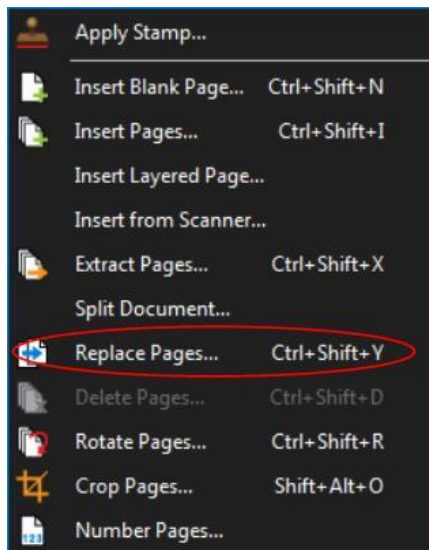 Apply Stamp...
Insert Blank Page... Ctrl+Shift+N
Insert Pages... Ctrl+Shift+I
Insert Layered Page...
Insert from Scanner...
Extract Pages... Ctrl+Shift+X
Split Document...
Replace Pages... Ctrl+Shift+Y
Delete Pages... Ctrl+Shift+D
Rotate Pages... Ctrl+Shift+R
Crop Pages... Shift+Alt+O
123 Number Pages...